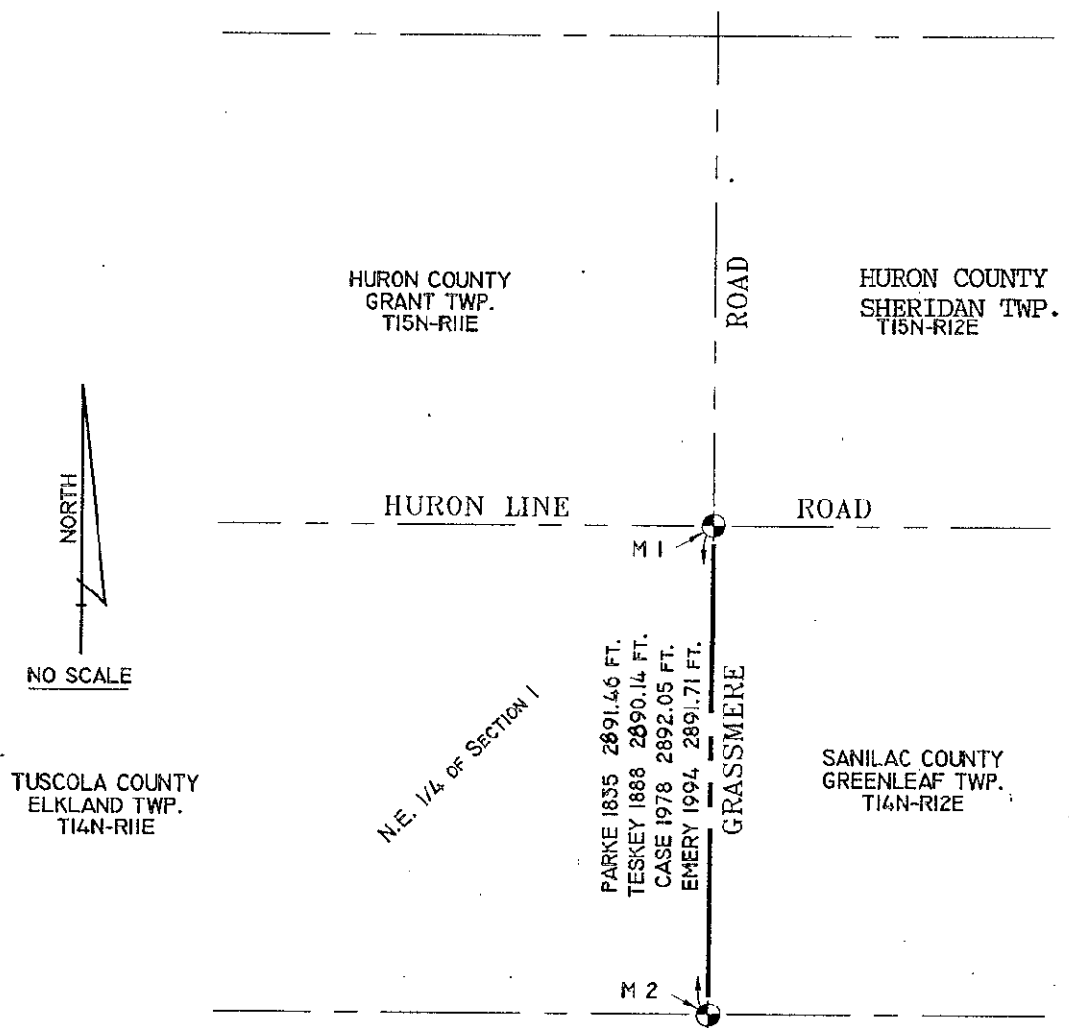 HURON COUNTY
GRANT TWP.
T15N-R11E
ROAD
HURON COUNTY
SHERIDAN TWP.
T15N-R12E
NORTH
NO SCALE
HURON LINE ROAD
M 1
PARKE 1835 2891.46 FT.
TESKEY 1888 2890.14 FT.
CASE 1978 2892.05 FT.
EMERY 1994 2891.71 FT.
GRASSMERE
N.E. 1/4 OF SECTION 1
TUSCOLA COUNTY
ELKLAND TWP.
T14N-R11E
SANILAC COUNTY
GREENLEAF TWP.
T14N-R12E
M 2